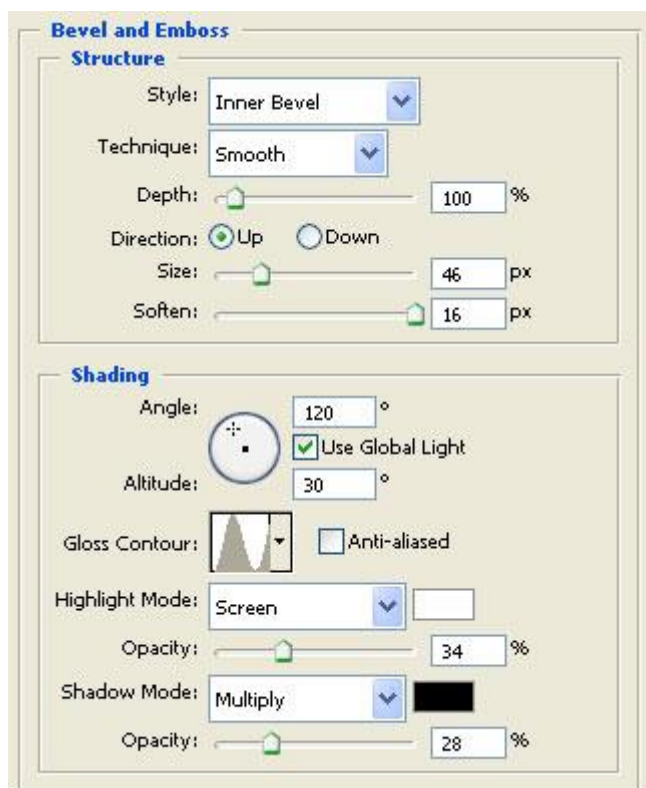 Bevel and Emboss
Structure
Style: Inner Bevel
Technique: Smooth
Depth: 100 %
Direction: Up Down
Size: 46 px
Soften: 16 px
Shading
Angle: 120 °
Use Global Light
Altitude: 30 °
Gloss Contour: Anti-aliased
Highlight Mode: Screen
Opacity: 34 %
Shadow Mode: Multiply
Opacity: 28 %